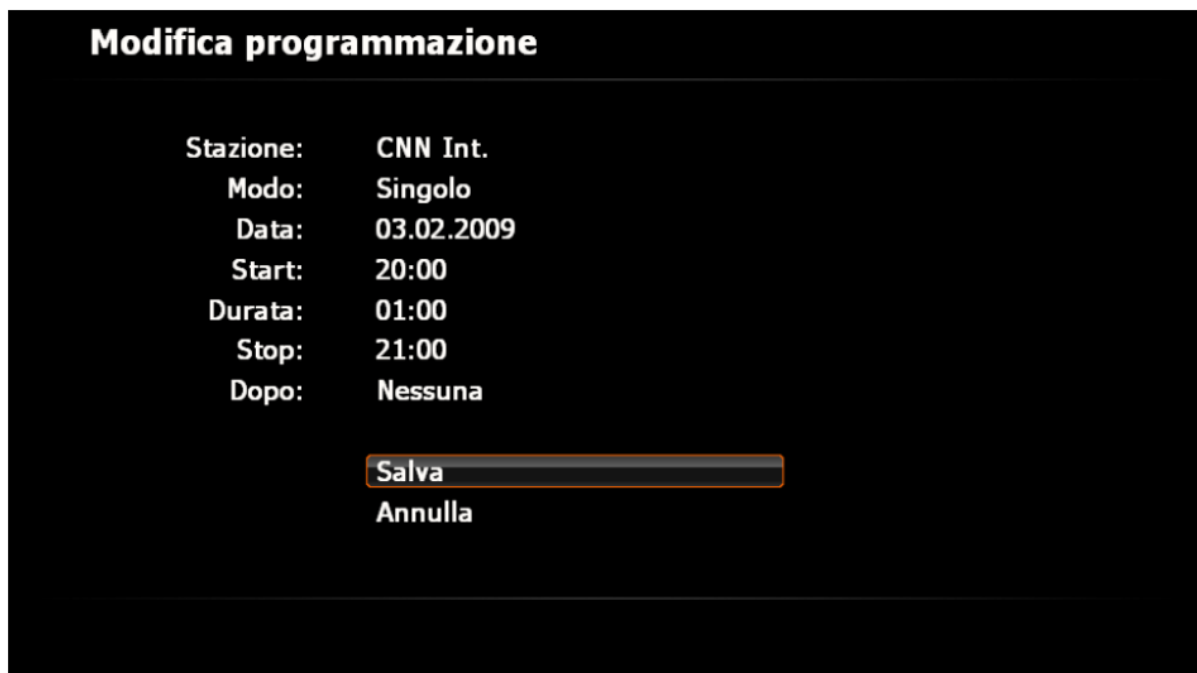 Modifica programmazione
Stazione: CNN Int.
Modo: Singolo
Data: 03.02.2009
Start: 20:00
Durata: 01:00
Stop: 21:00
Dopo: Nessuna
Salva
Annulla